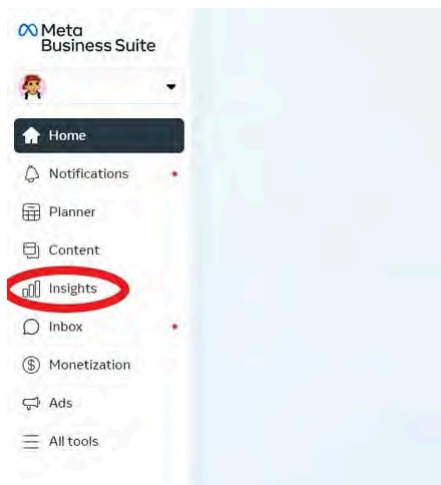 Meta
Business Suite
Home
Notifications
Planner
Content
Insights
Inbox
Monetization
Ads
All tools